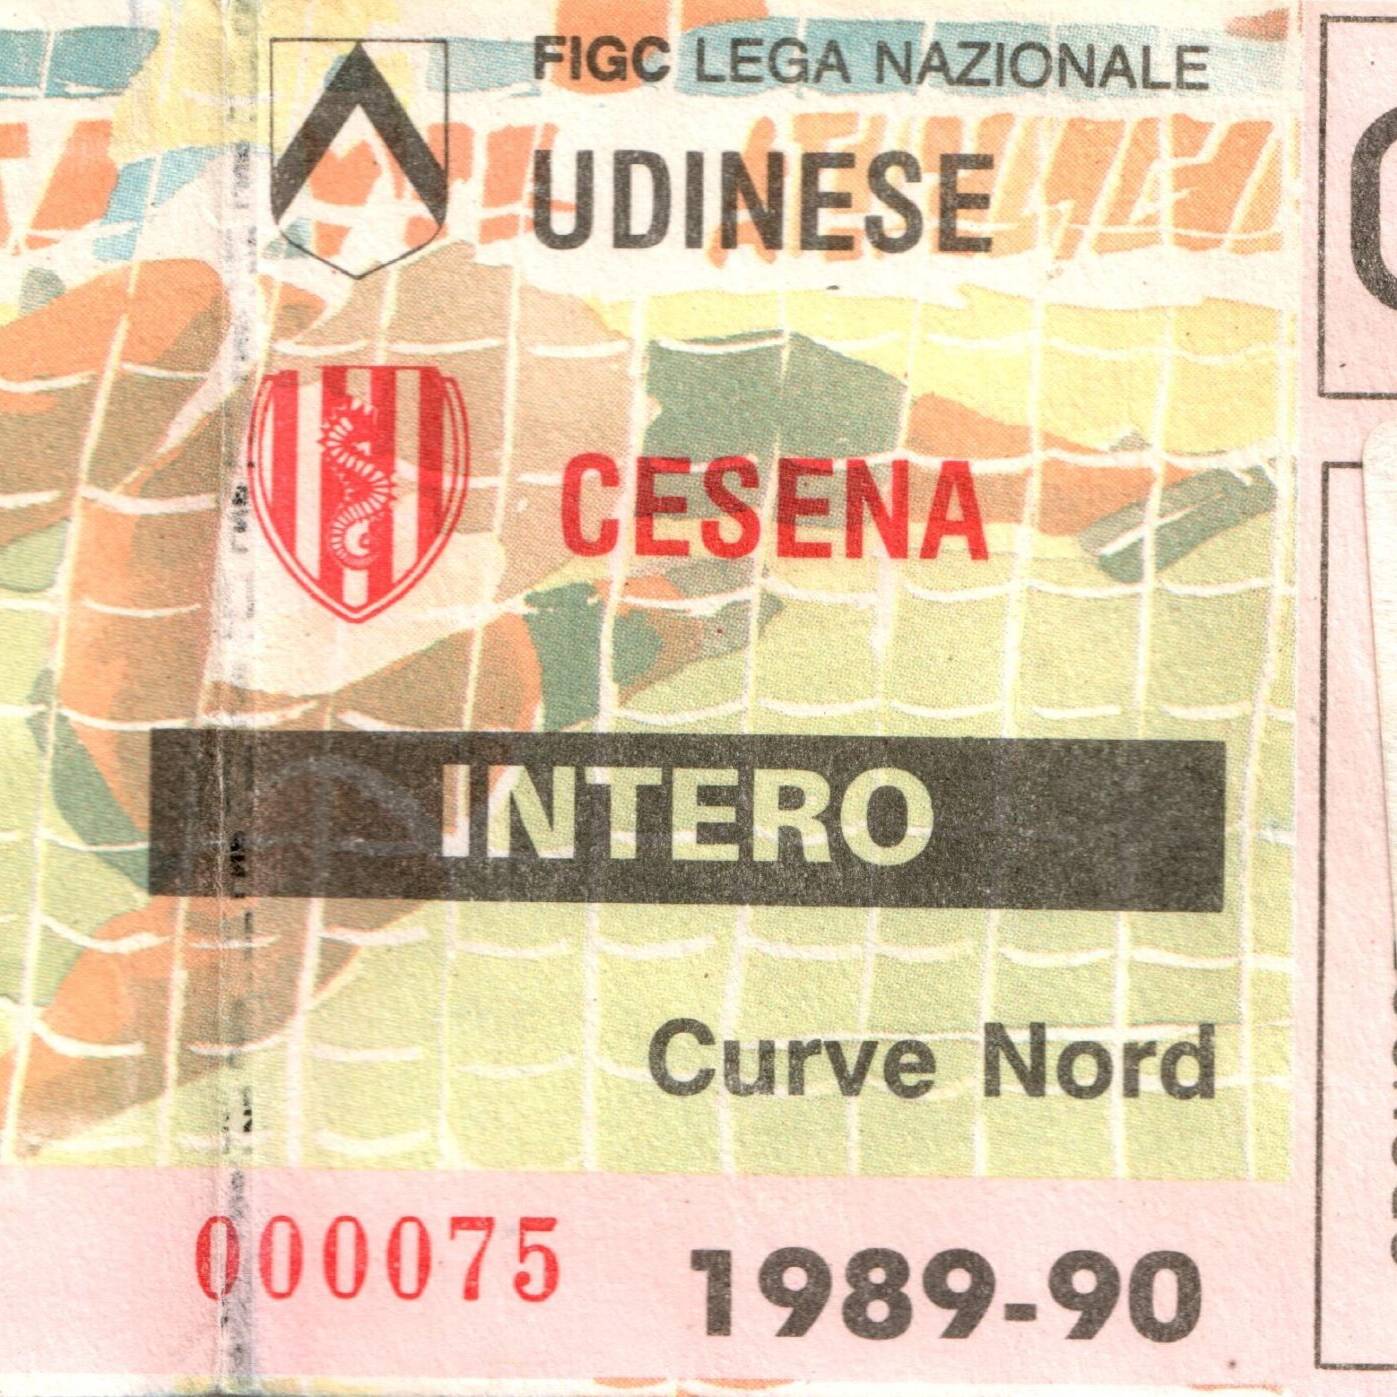 FIGC LEGA NAZIONALE
UDINESE
CESENA
INTERO
Curve Nord
000075
1989-90